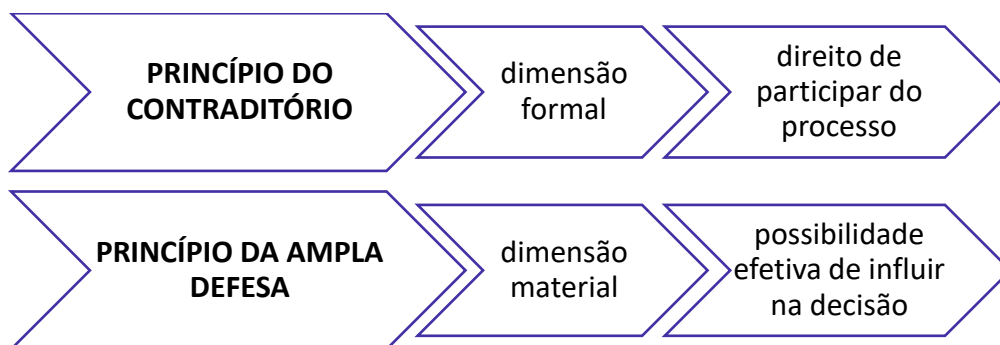 PRINCÍPIO DO
CONTRADITÓRIO
dimensão
formal
direito de
participar do
processo
PRINCÍPIO DA AMPLA
DEFESA
dimensão
material
possibilidade
efetiva de influir
na decisão